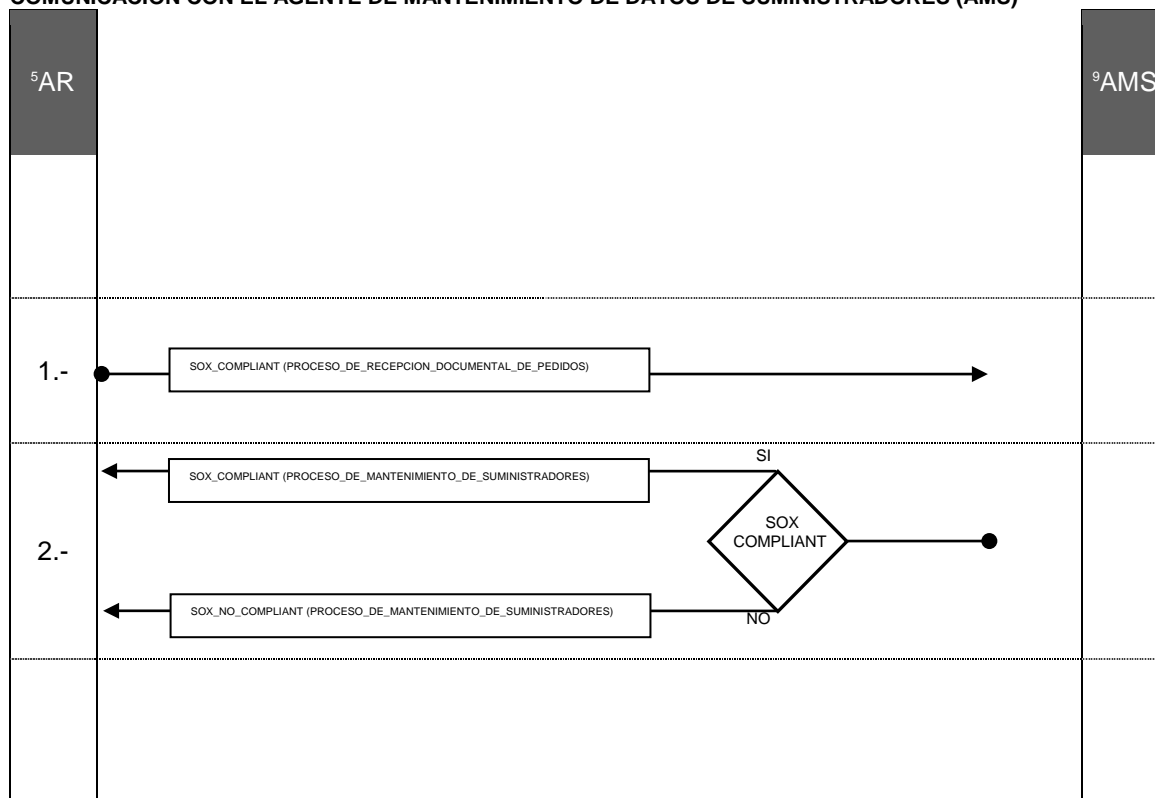 COMUNICACIÓN CON EL AGENTE DE MANTENIMIENTO DE DATOS DE SUMINISTRADORES (AMS)
⁵AR
⁹AMS
1.-
SOX_COMPLIANT (PROCESO_DE_RECEPCION_DOCUMENTAL_DE_PEDIDOS)
SI
SOX_COMPLIANT (PROCESO_DE_MANTENIMIENTO_DE_SUMINISTRADORES)
SOX
COMPLIANT
2.-
SOX_NO_COMPLIANT (PROCESO_DE_MANTENIMIENTO_DE_SUMINISTRADORES)
NO